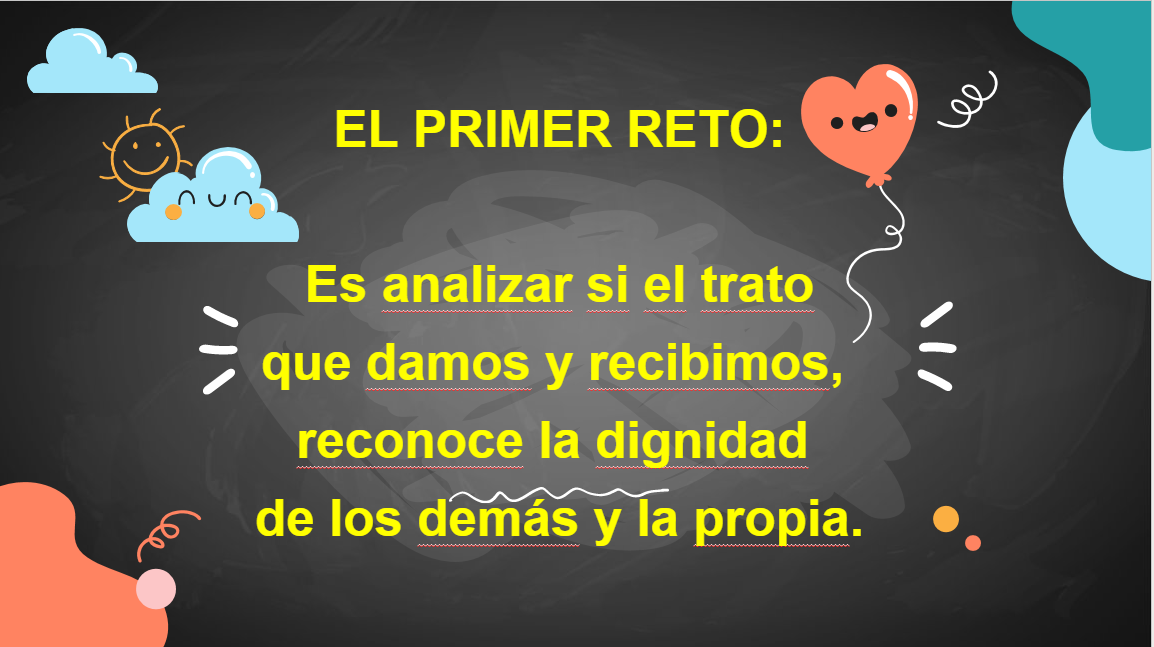 EL PRIMER RETO:
Es analizar si el trato
que damos y recibimos,
reconoce la dignidad
de los demás y la propia.